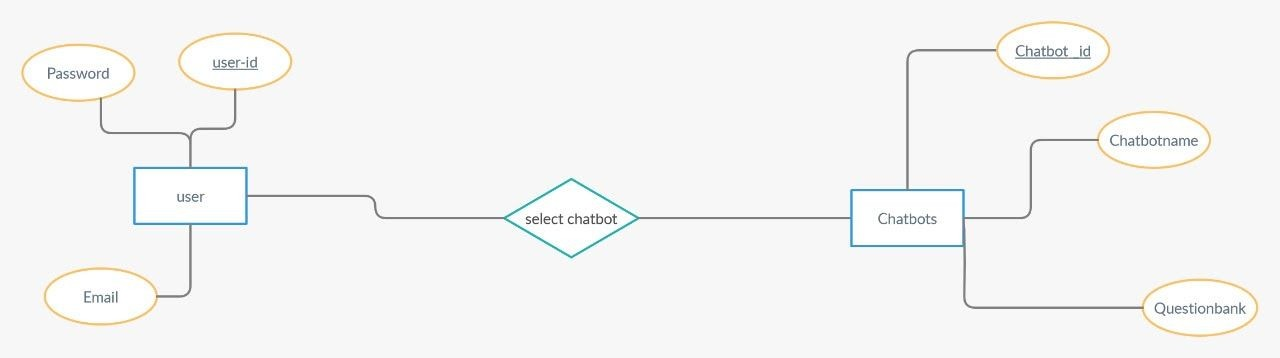 Password
user-id
user
Email
select chatbot
Chatbots
Chatbot _id
Chatbotname
Questionbank